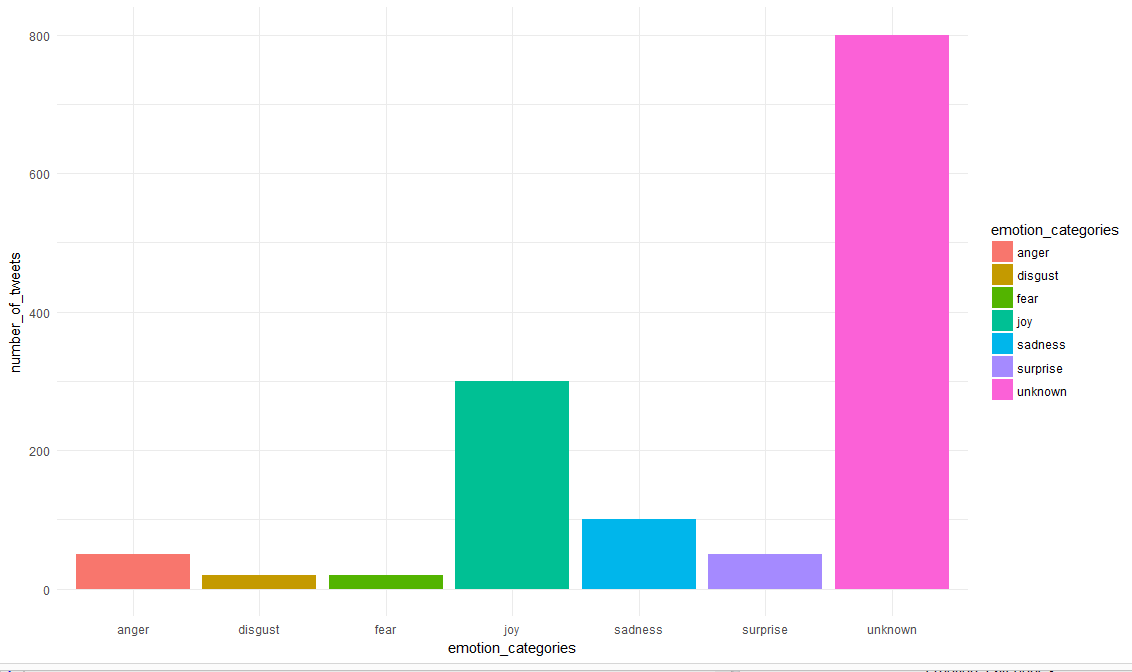 800
600
400
200
0
number_of_tweets
anger disgust fear joy sadness surprise unknown
emotion_categories
emotion_categories
anger
disgust
fear
joy
sadness
surprise
unknown